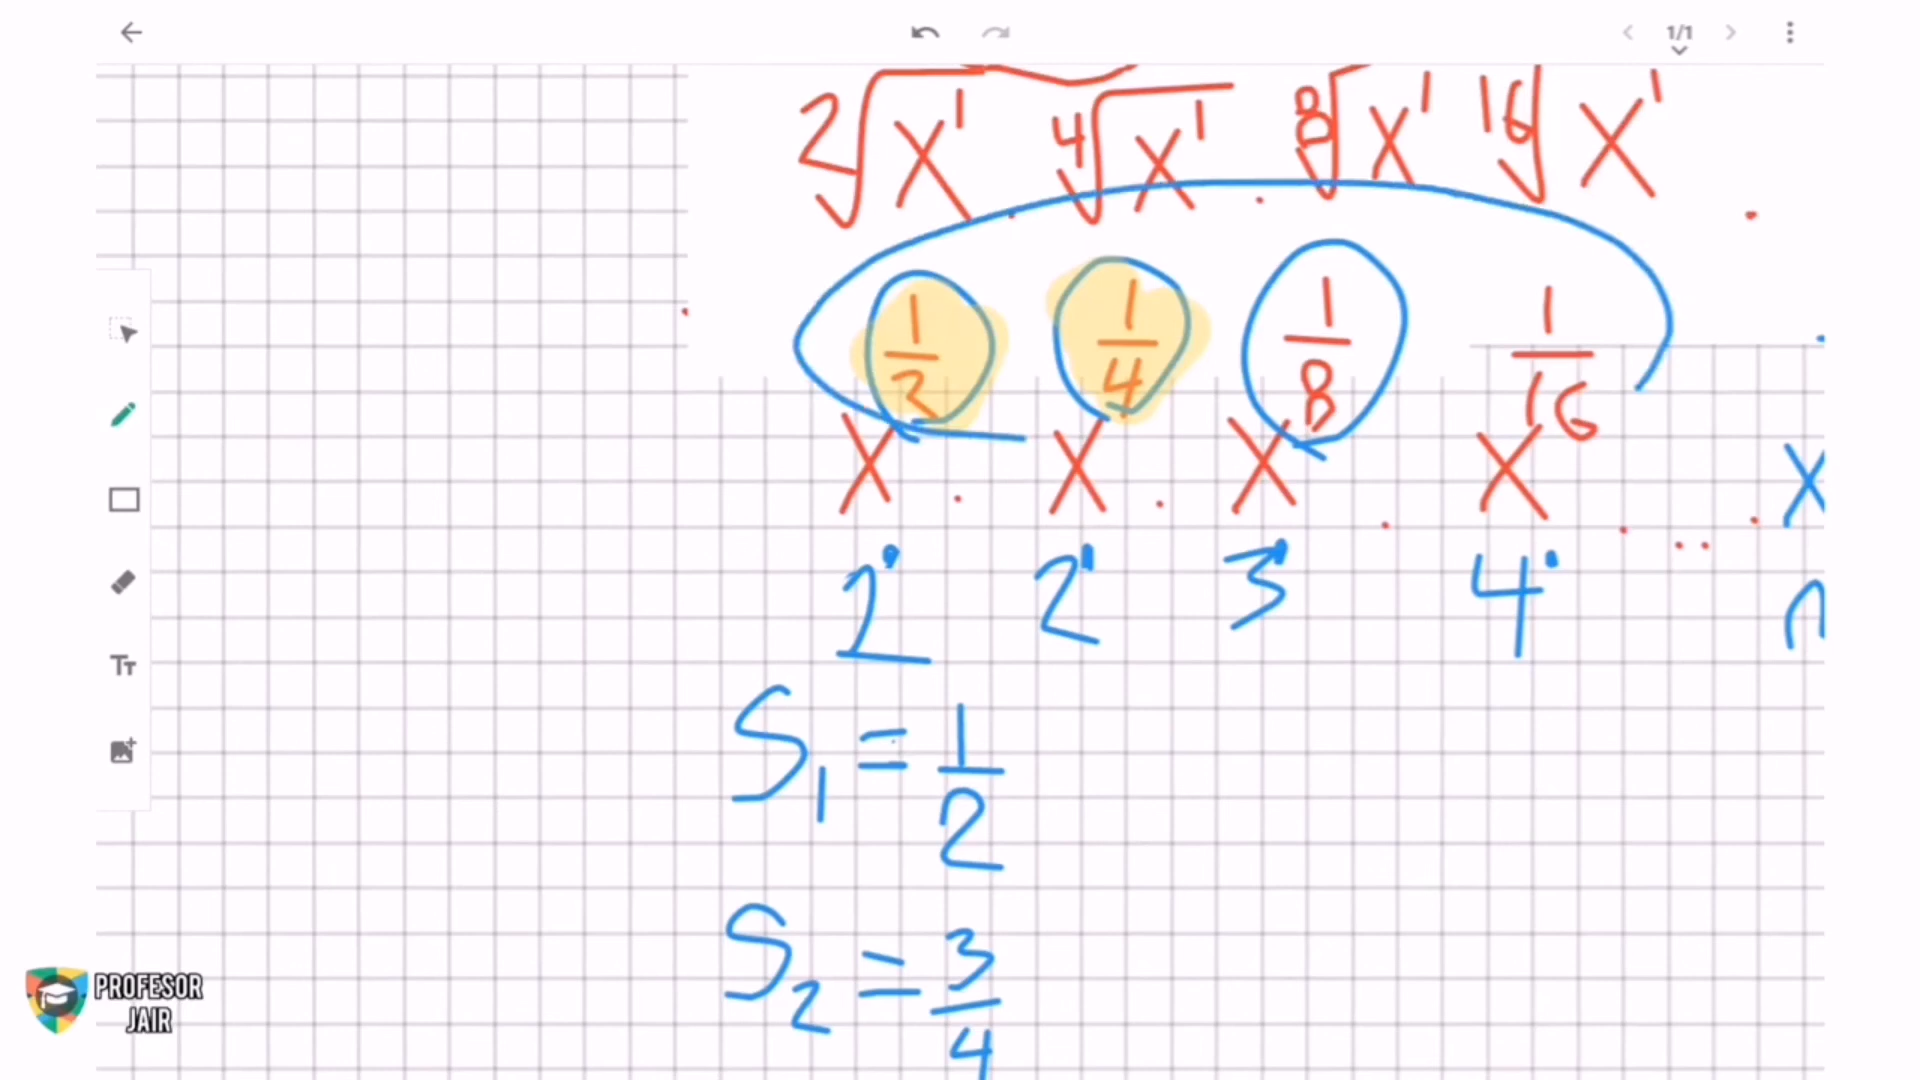 1/1
²√x¹ . ⁴√x¹ . ⁸√x¹ ¹⁶√x¹ .
x^(1/2) . x^(1/4) . x^(1/8) . x^(1/16) . . . . x
1° 2° 3° 4° n
S₁ = 1/2
S₂ = 3/4
Tт
PROFESOR
JAIR